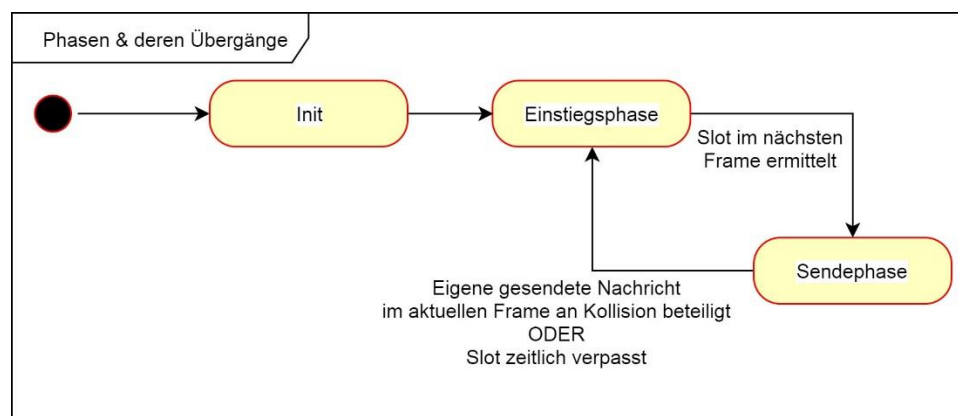 Phasen & deren Übergänge
Init
Einstiegsphase
Slot im nächsten
Frame ermittelt
Sendephase
Eigene gesendete Nachricht
im aktuellen Frame an Kollision beteiligt
ODER
Slot zeitlich verpasst